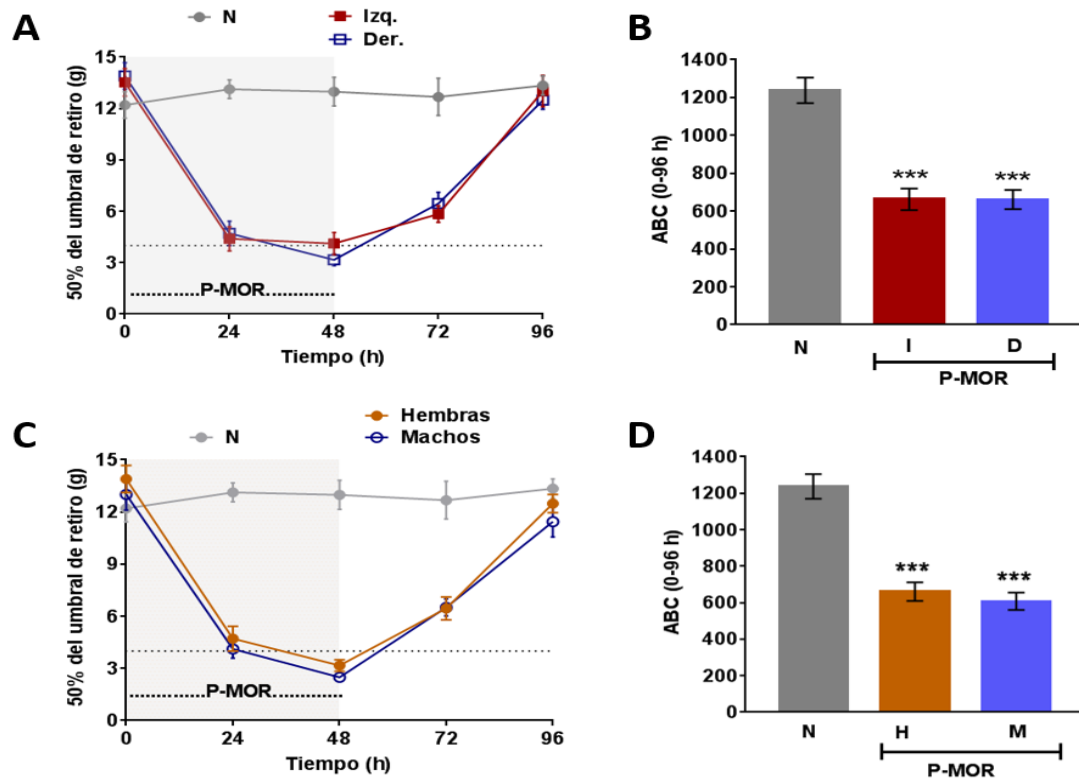 A
N
Izq.
Der.
50% del umbral de retiro (g)
15
12
9
6
3
0
P-MOR
0 24 48 72 96
Tiempo (h)
B
ABC (0-96 h)
1400
1200
1000
800
600
400
200
0
*** ***
N I D
P-MOR
C
N
Hembras
Machos
50% del umbral de retiro (g)
15
12
9
6
3
0
P-MOR
0 24 48 72 96
Tiempo (h)
D
ABC (0-96 h)
1400
1200
1000
800
600
400
200
0
*** ***
N H M
P-MOR